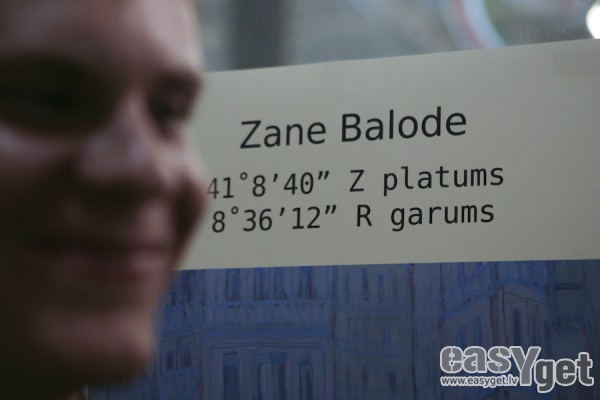 Zane Balode
41°8’40” Z platums
8°36’12” R garums
easyget
www.easyget.lv